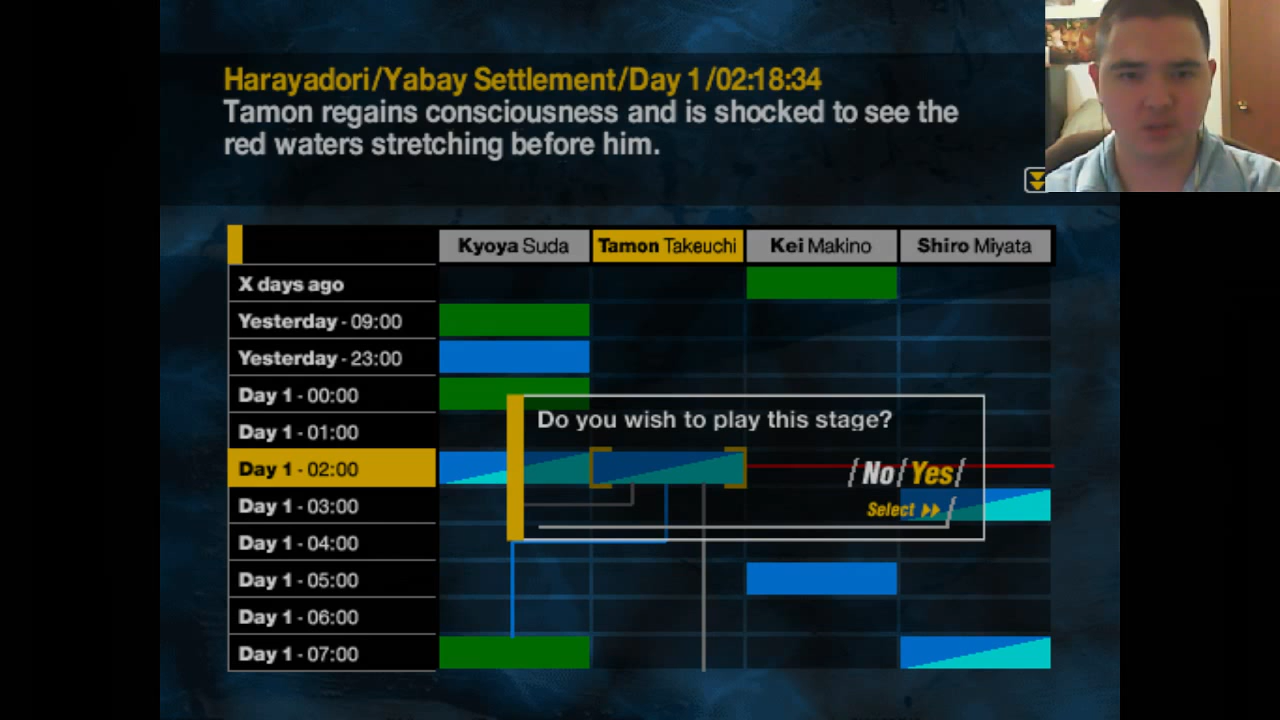 Harayadori/Yabay Settlement/Day 1/02:18:34
Tamon regains consciousness and is shocked to see the
red waters stretching before him.
Kyoya Suda Tamon Takeuchi Kei Makino Shiro Miyata
X days ago
Yesterday - 09:00
Yesterday - 23:00
Day 1 - 00:00
Do you wish to play this stage?
Day 1 - 01:00
Day 1 - 02:00
/No/Yes/
Day 1 - 03:00
Select
Day 1 - 04:00
Day 1 - 05:00
Day 1 - 06:00
Day 1 - 07:00